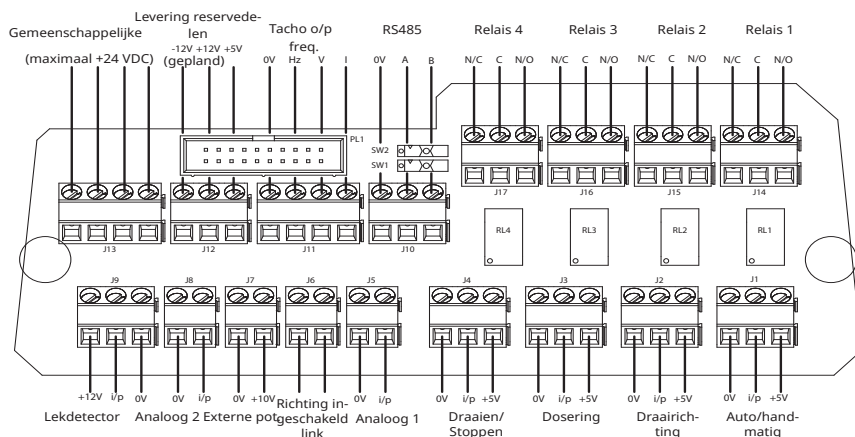 Gemeenschappelijke
(maximaal +24 VDC)
Levering reservede-
len
-12V +12V +5V
(gepland)
Tacho o/p
freq.
0V Hz V I
RS485
0V A B
Relais 4
N/C C N/O
Relais 3
N/C C N/O
Relais 2
N/C C N/O
Relais 1
N/C C N/O
PL1
SW2
SW1
J17 J16 J15 J14
J13 J12 J11 J10
RL4 RL3 RL2 RL1
J9 J8 J7 J6 J5 J4 J3 J2 J1
+12V i/p 0V
Lekdetector
0V i/p
Analoog 2
0V +10V
Externe pot.
Richting in-
geschakeld
link
0V i/p
Analoog 1
0V i/p +5V
Draaien/
Stoppen
0V i/p +5V
Dosering
0V i/p +5V
Draairich-
ting
0V i/p +5V
Auto/hand-
matig